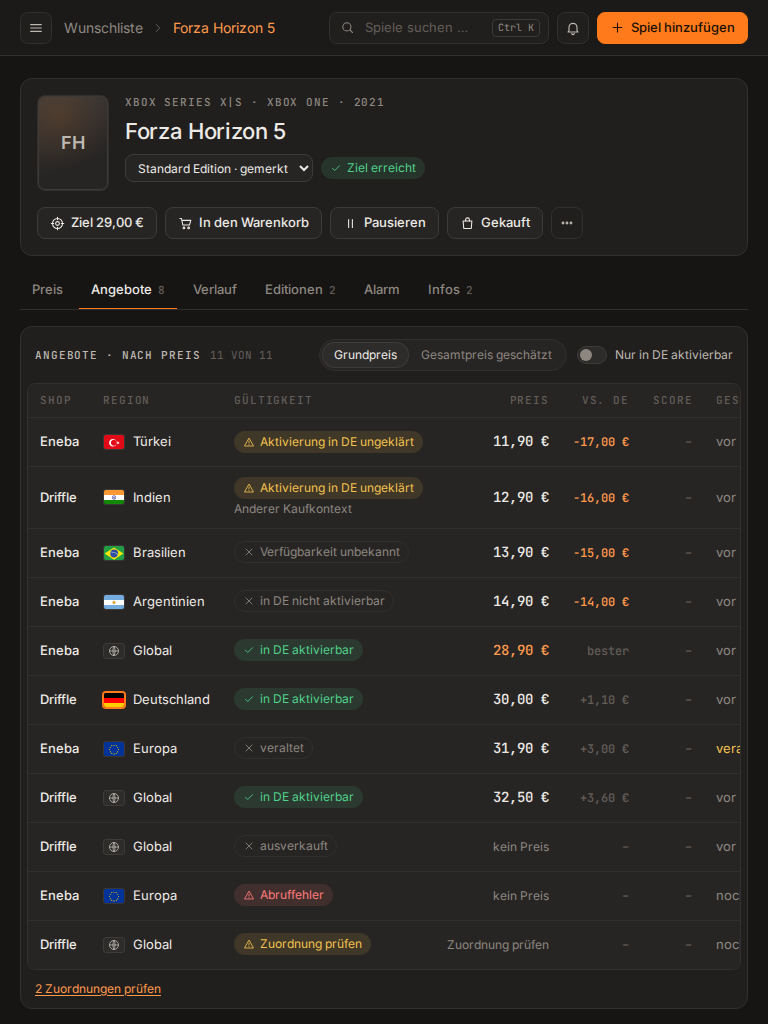 Wunschliste > Forza Horizon 5 Spiele suchen ... Ctrl K + Spiel hinzufügen
FH
XBOX SERIES X|S · XBOX ONE · 2021
Forza Horizon 5
Standard Edition · gemerkt Ziel erreicht
Ziel 29,00 € In den Warenkorb Pausieren Gekauft ···
Preis Angebote 8 Verlauf Editionen 2 Alarm Infos 2
ANGEBOTE · NACH PREIS 11 VON 11 Grundpreis Gesamtpreis geschätzt Nur in DE aktivierbar
SHOP REGION GÜLTIGKEIT PREIS VS. DE SCORE GES
Eneba Türkei Aktivierung in DE ungeklärt 11,90 € -17,00 € – vor
Driffle Indien Aktivierung in DE ungeklärt 12,90 € -16,00 € – vor
Anderer Kaufkontext
Eneba Brasilien Verfügbarkeit unbekannt 13,90 € -15,00 € – vor
Eneba Argentinien in DE nicht aktivierbar 14,90 € -14,00 € – vor
Eneba Global in DE aktivierbar 28,90 € bester – vor
Driffle Deutschland in DE aktivierbar 30,00 € +1,10 € – vor
Eneba Europa veraltet 31,90 € +3,00 € – vera
Driffle Global in DE aktivierbar 32,50 € +3,60 € – vor
Driffle Global ausverkauft kein Preis – – vor
Eneba Europa Abruffehler kein Preis – – noc
Driffle Global Zuordnung prüfen Zuordnung prüfen – – noc
2 Zuordnungen prüfen